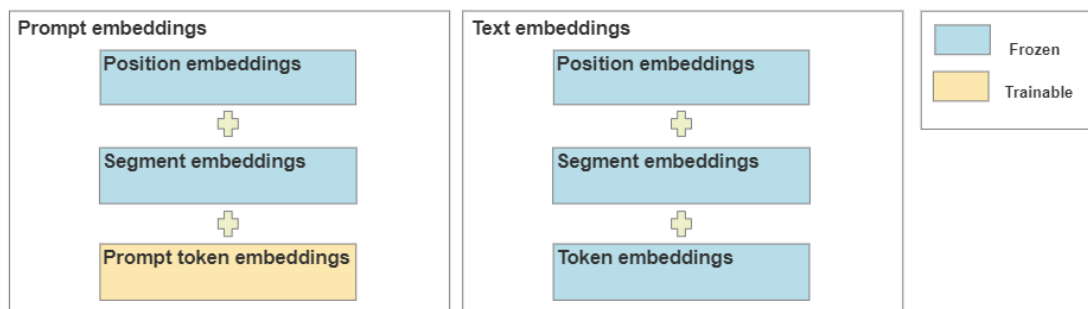 Prompt embeddings
Position embeddings
Segment embeddings
Prompt token embeddings
Text embeddings
Position embeddings
Segment embeddings
Token embeddings
Frozen
Trainable